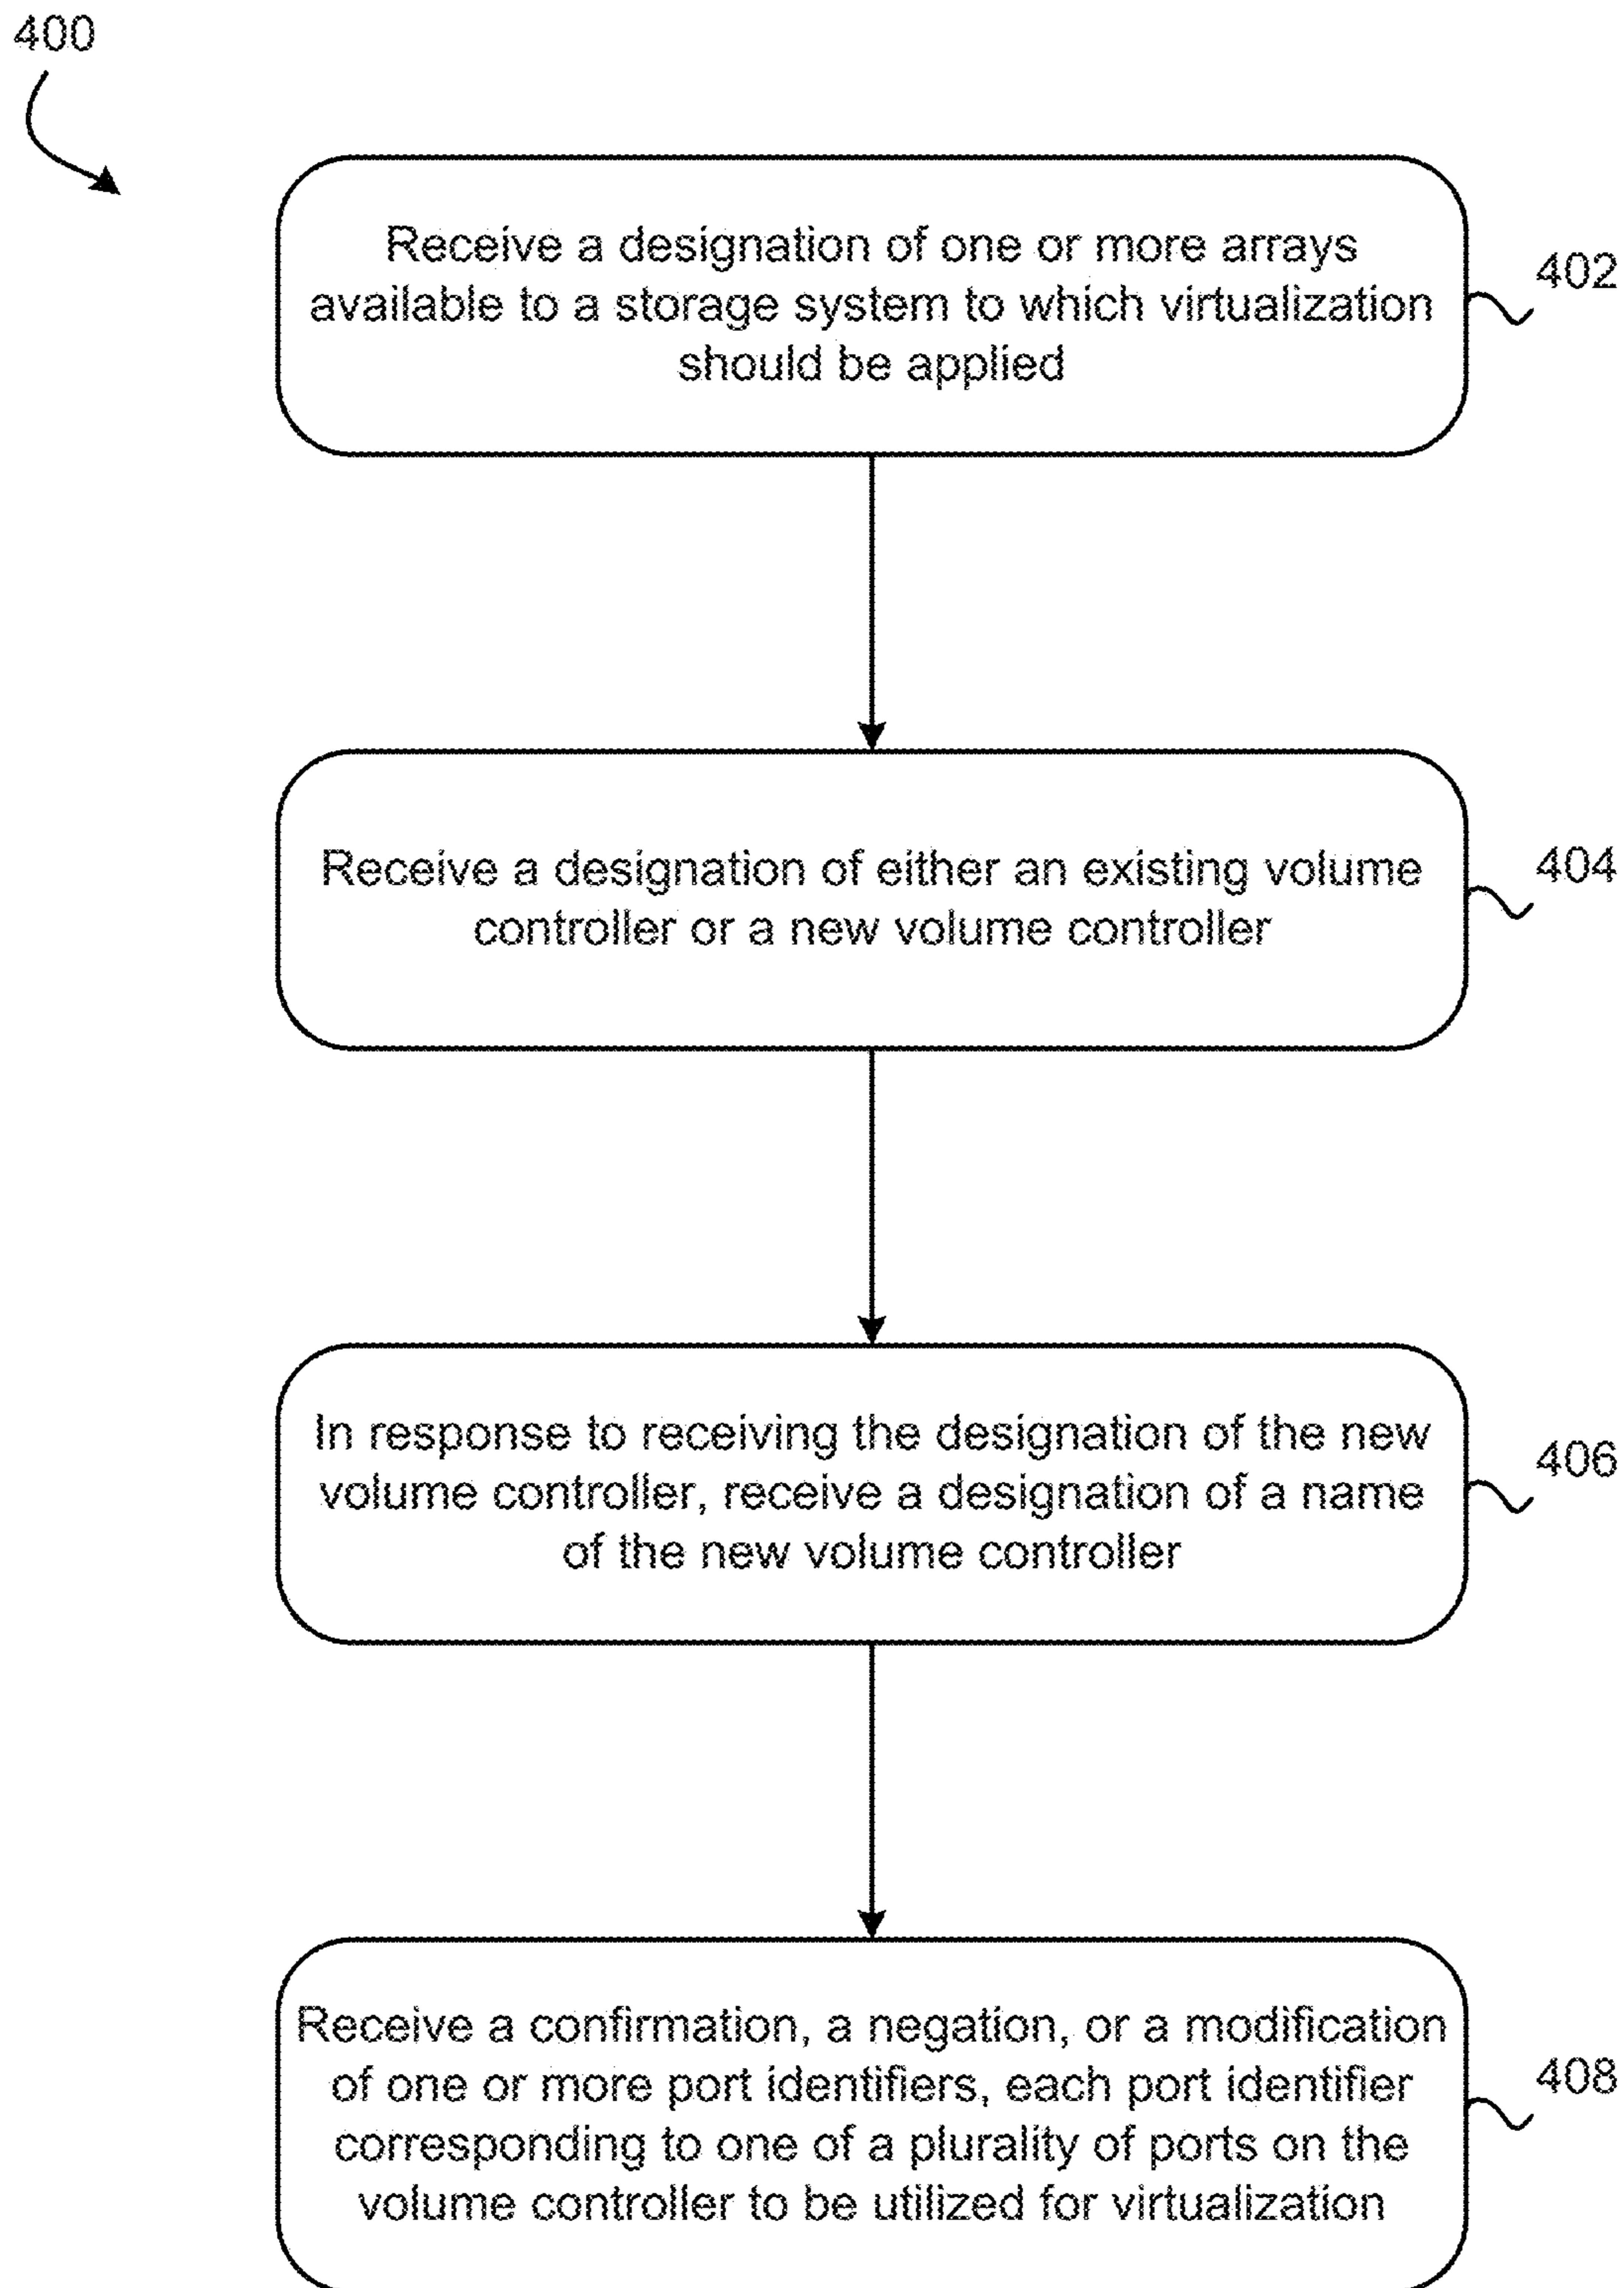 400
Receive a designation of one or more arrays
available to a storage system to which virtualization
should be applied
402
Receive a designation of either an existing volume
controller or a new volume controller
404
In response to receiving the designation of the new
volume controller, receive a designation of a name
of the new volume controller
406
Receive a confirmation, a negation, or a modification
of one or more port identifiers, each port identifier
corresponding to one of a plurality of ports on the
volume controller to be utilized for virtualization
408